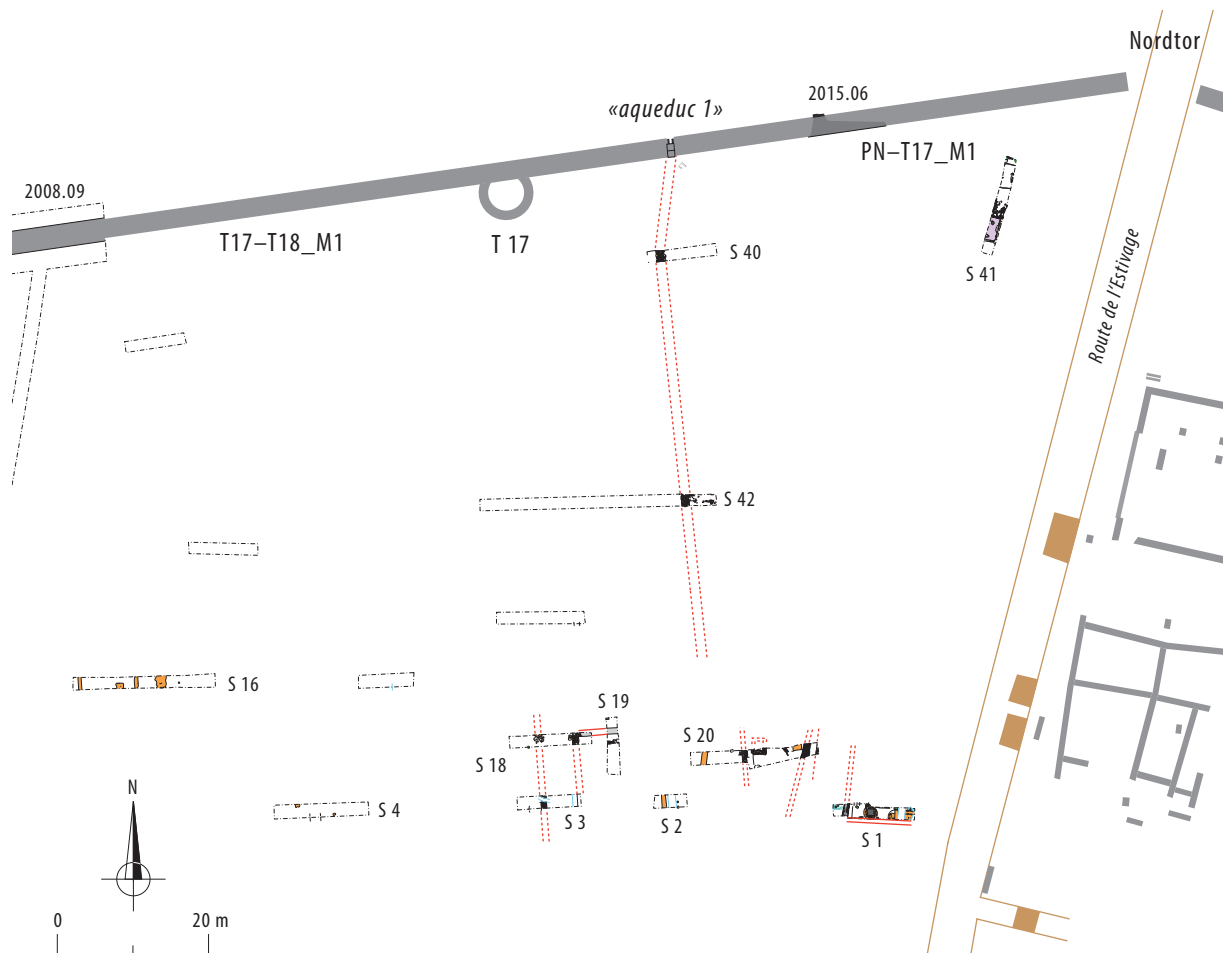 Nordtor
2015.06
«aqueduc 1»
PN–T17_M1
2008.09
T17–T18_M1
T 17
S 40
S 41
Route de l'Estivage
S 42
S 16
S 19
S 20
S 18
S 4
S 3
S 2
S 1
N
0
20 m